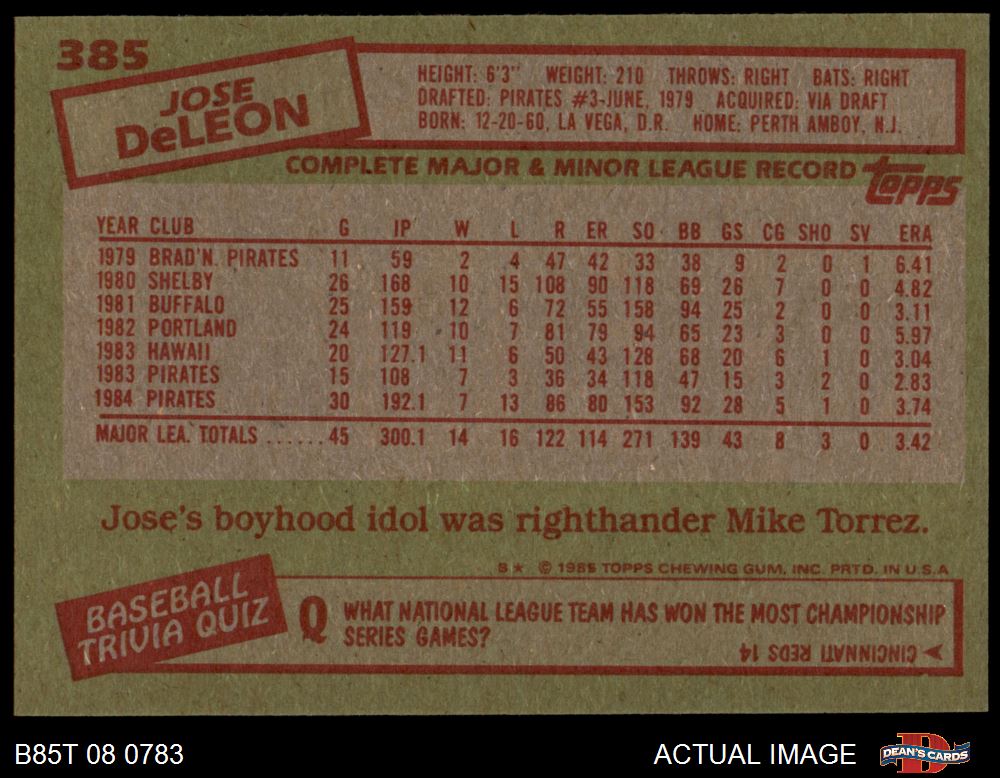 385
JOSE
DeLEON
HEIGHT: 6'3" WEIGHT: 210 THROWS: RIGHT BATS: RIGHT
DRAFTED: PIRATES #3-JUNE, 1979 ACQUIRED: VIA DRAFT
BORN: 12-20-60, LA VEGA, D.R. HOME: PERTH AMBOY, N.J.
COMPLETE MAJOR & MINOR LEAGUE RECORD topps
YEAR CLUB G IP W L R ER SO BB GS CG SHO SV ERA
1979 BRAD'N. PIRATES 11 59 2 4 47 42 33 38 9 2 0 1 6.41
1980 SHELBY 26 168 10 15 108 90 118 69 26 7 0 0 4.82
1981 BUFFALO 25 159 12 6 72 55 158 94 25 2 0 0 3.11
1982 PORTLAND 24 119 10 7 81 79 94 65 23 3 0 0 5.97
1983 HAWAII 20 127.1 11 6 50 43 128 68 20 6 1 0 3.04
1983 PIRATES 15 108 7 3 36 34 118 47 15 3 2 0 2.83
1984 PIRATES 30 192.1 7 13 86 80 153 92 28 5 1 0 3.74
MAJOR LEA. TOTALS ...... 45 300.1 14 16 122 114 271 139 43 8 3 0 3.42
Jose's boyhood idol was righthander Mike Torrez.
B★ © 1985 TOPPS CHEWING GUM, INC. PRTD. IN U.S.A
BASEBALL
TRIVIA QUIZ
Q WHAT NATIONAL LEAGUE TEAM HAS WON THE MOST CHAMPIONSHIP
SERIES GAMES?
CINCINNATI REDS 14
B85T 08 0783 ACTUAL IMAGE DEAN'S CARDS